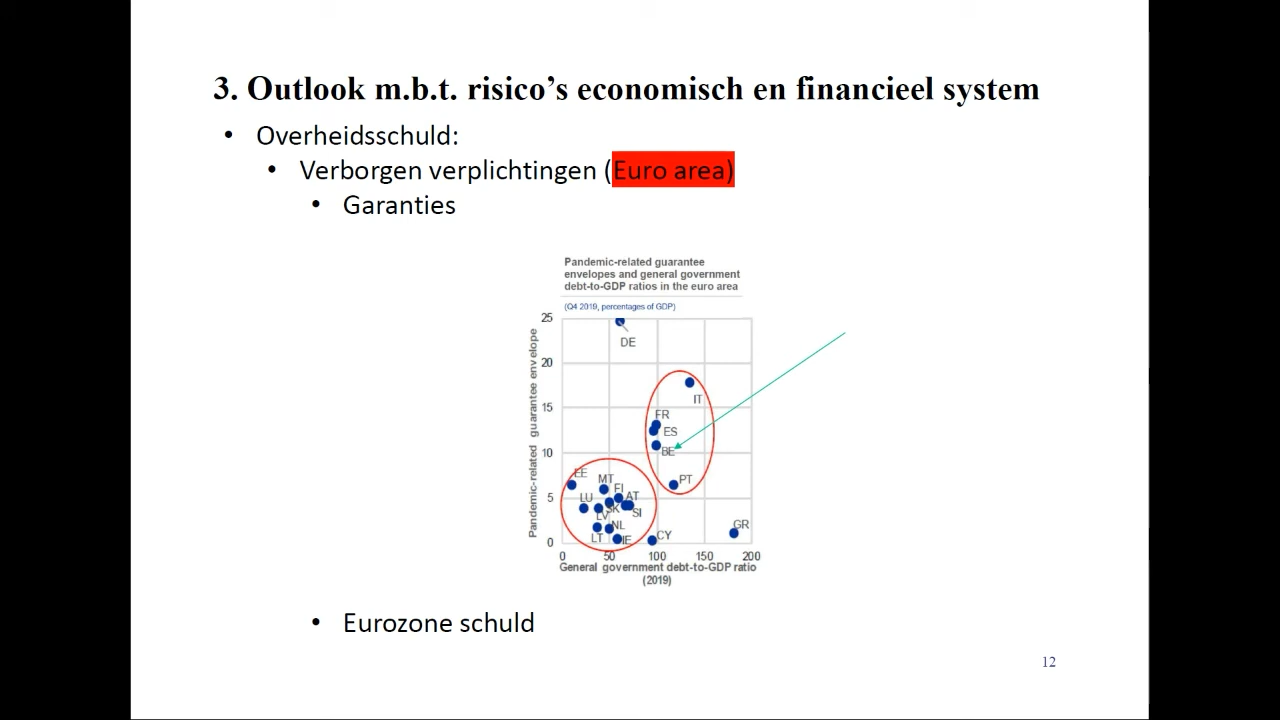 3. Outlook m.b.t. risico’s economisch en financieel system
• Overheidsschuld:
• Verborgen verplichtingen (Euro area)
• Garanties
Pandemic-related guarantee
envelopes and general government
debt-to-GDP ratios in the euro area
(Q4 2019, percentages of GDP)
Pandemic-related guarantee envelope
25
20
15
10
5
0
DE
IT
FR
ES
BE
PT
EE
MT
FI
LU
AT
SK
SI
LV
NL
LT
IE
CY
GR
0 50 100 150 200
General government debt-to-GDP ratio
(2019)
• Eurozone schuld
12